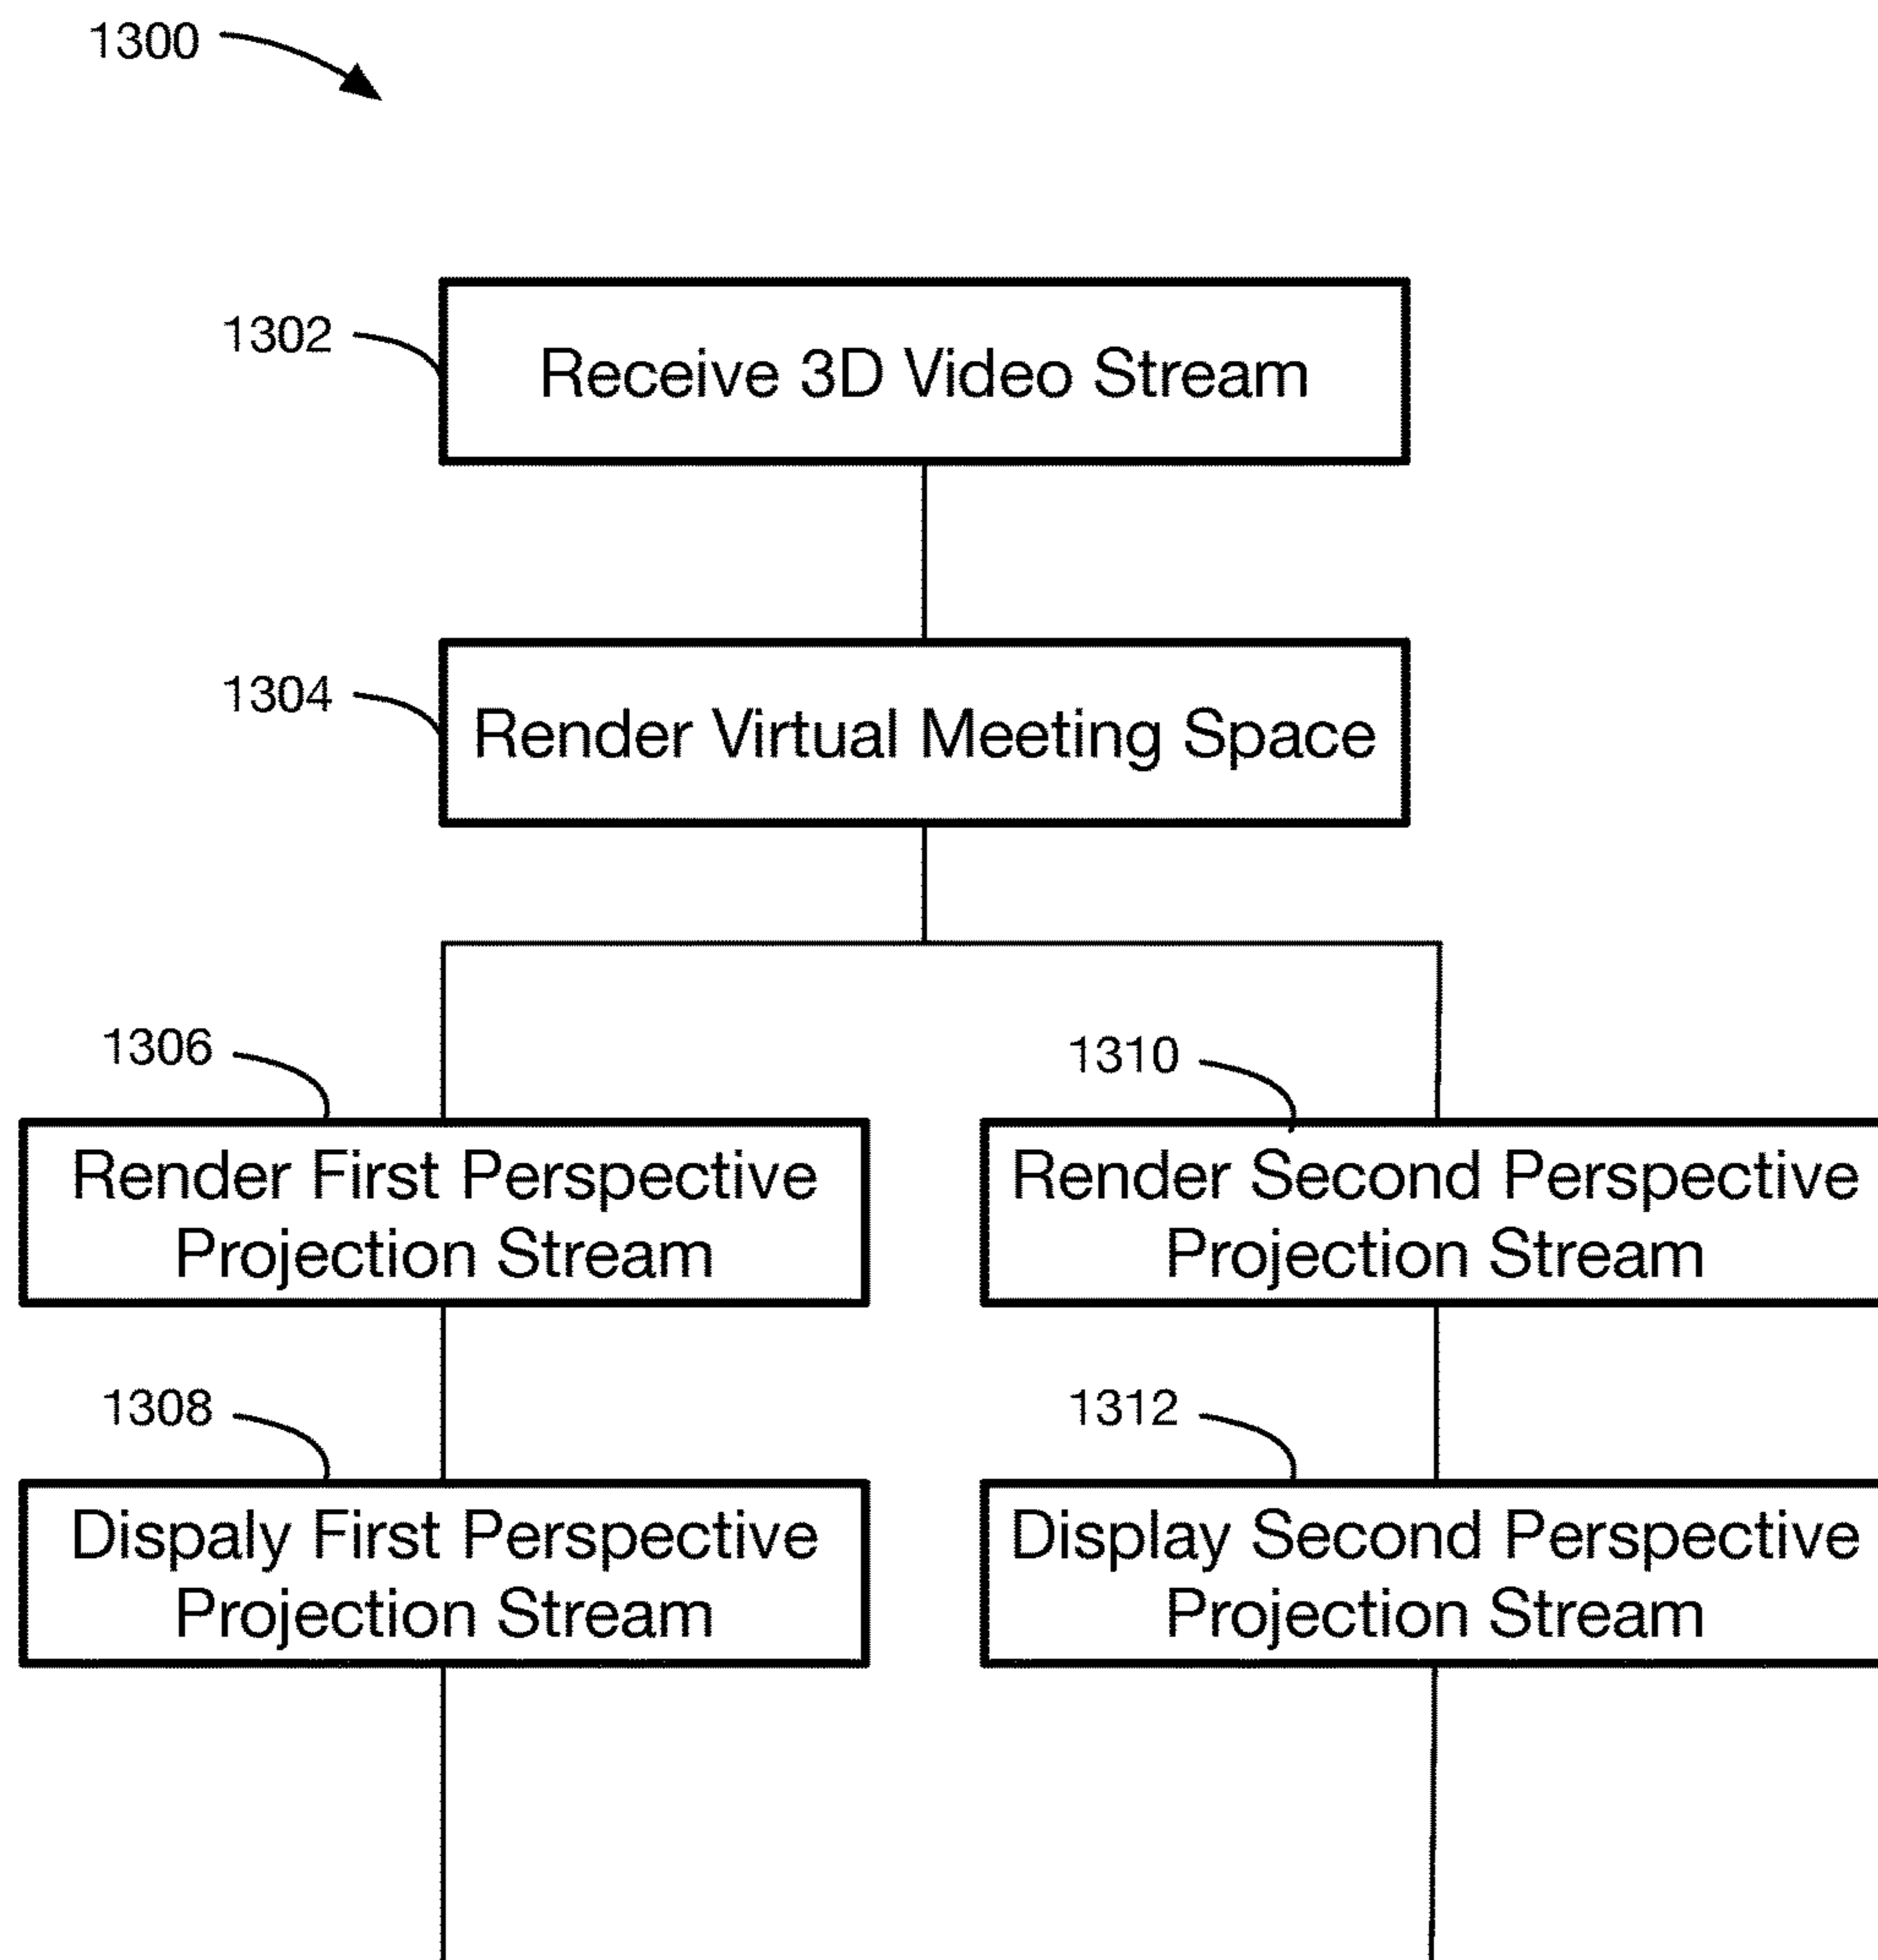 1300
1302
Receive 3D Video Stream
1304
Render Virtual Meeting Space
1306
Render First Perspective
Projection Stream
1310
Render Second Perspective
Projection Stream
1308
Dispaly First Perspective
Projection Stream
1312
Display Second Perspective
Projection Stream